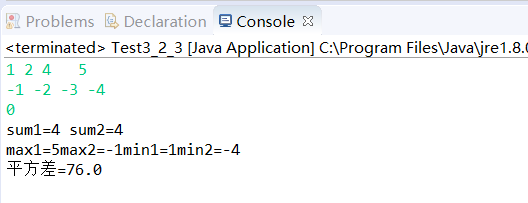 Problems Declaration Console
<terminated> Test3_2_3 [Java Application] C:\Program Files\Java\jre1.8.0
1 2 4   5
-1 -2 -3 -4
0
sum1=4 sum2=4
max1=5max2=-1min1=1min2=-4
平方差=76.0